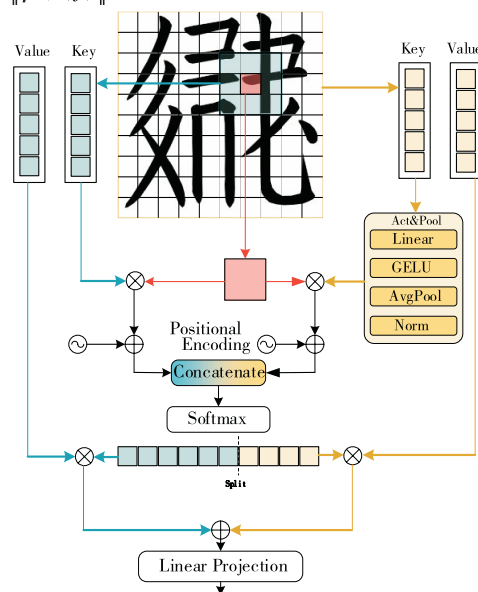 Value
Key
Key
Value
Act&Pool
Linear
GELU
AvgPool
Norm
Positional
Encoding
Concatenate
Softmax
Split
Linear Projection